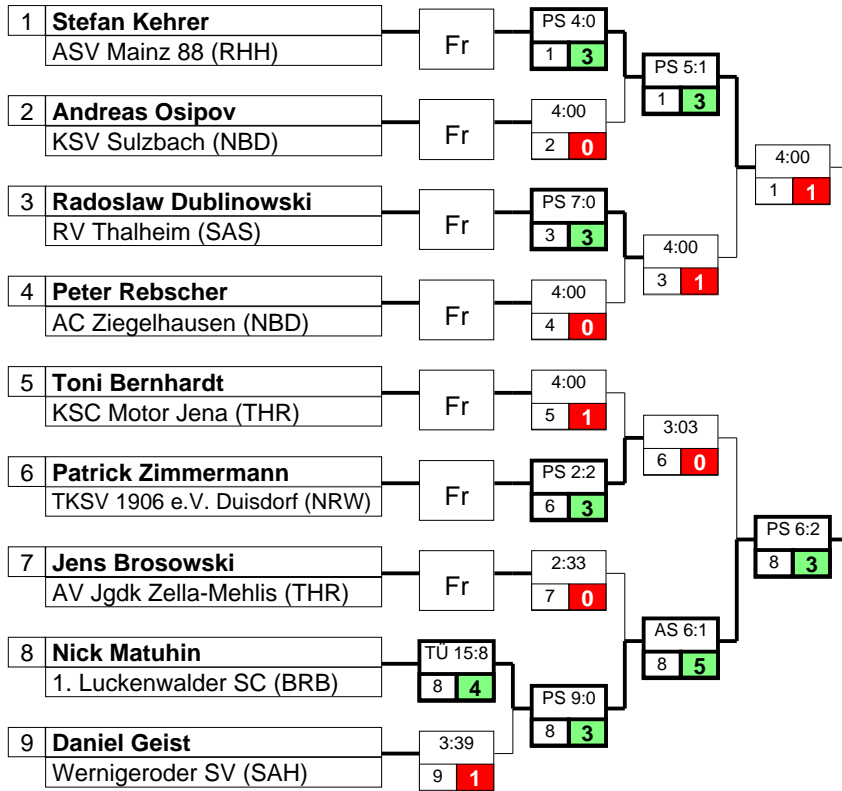 1 Stefan Kehrer
ASV Mainz 88 (RHH)
Fr
PS 4:0
1 3
PS 5:1
1 3
2 Andreas Osipov
KSV Sulzbach (NBD)
Fr
4:00
2 0
4:00
1 1
3 Radoslaw Dublinowski
RV Thalheim (SAS)
Fr
PS 7:0
3 3
4:00
3 1
4 Peter Rebscher
AC Ziegelhausen (NBD)
Fr
4:00
4 0
5 Toni Bernhardt
KSC Motor Jena (THR)
Fr
4:00
5 1
3:03
6 0
6 Patrick Zimmermann
TKSV 1906 e.V. Duisdorf (NRW)
Fr
PS 2:2
6 3
PS 6:2
8 3
7 Jens Brosowski
AV Jgdk Zella-Mehlis (THR)
Fr
2:33
7 0
AS 6:1
8 5
8 Nick Matuhin
1. Luckenwalder SC (BRB)
TÜ 15:8
8 4
PS 9:0
8 3
9 Daniel Geist
Wernigeroder SV (SAH)
3:39
9 1